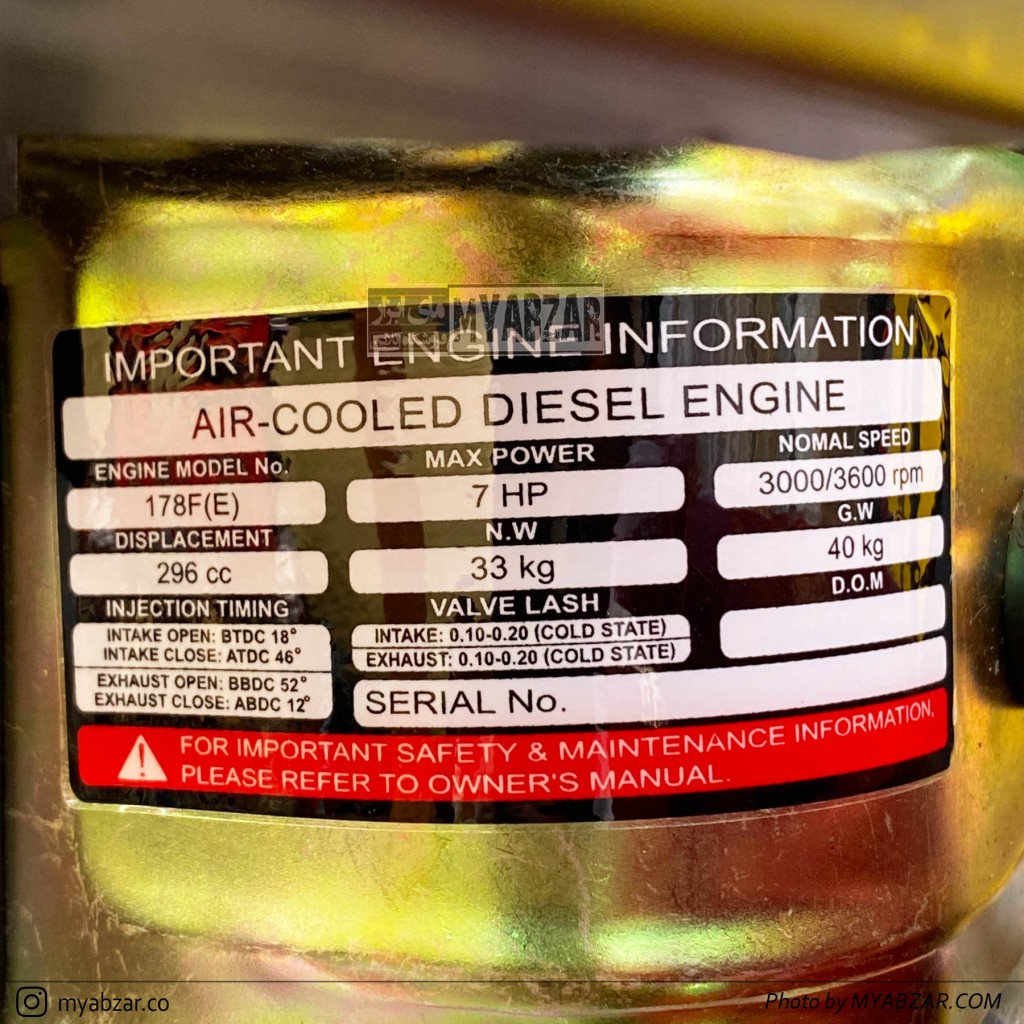 MYABZAR
IMPORTANT ENGINE INFORMATION
AIR-COOLED DIESEL ENGINE
ENGINE MODEL No. MAX POWER NOMAL SPEED
178F(E) 7 HP 3000/3600 rpm
DISPLACEMENT N.W G.W
296 cc 33 kg 40 kg
INJECTION TIMING VALVE LASH D.O.M
INTAKE OPEN: BTDC 18° INTAKE: 0.10-0.20 (COLD STATE)
INTAKE CLOSE: ATDC 46° EXHAUST: 0.10-0.20 (COLD STATE)
EXHAUST OPEN: BBDC 52°
EXHAUST CLOSE: ABDC 12° SERIAL No.
FOR IMPORTANT SAFETY & MAINTENANCE INFORMATION,
PLEASE REFER TO OWNER'S MANUAL.
myabzar.co Photo by MYABZAR.COM